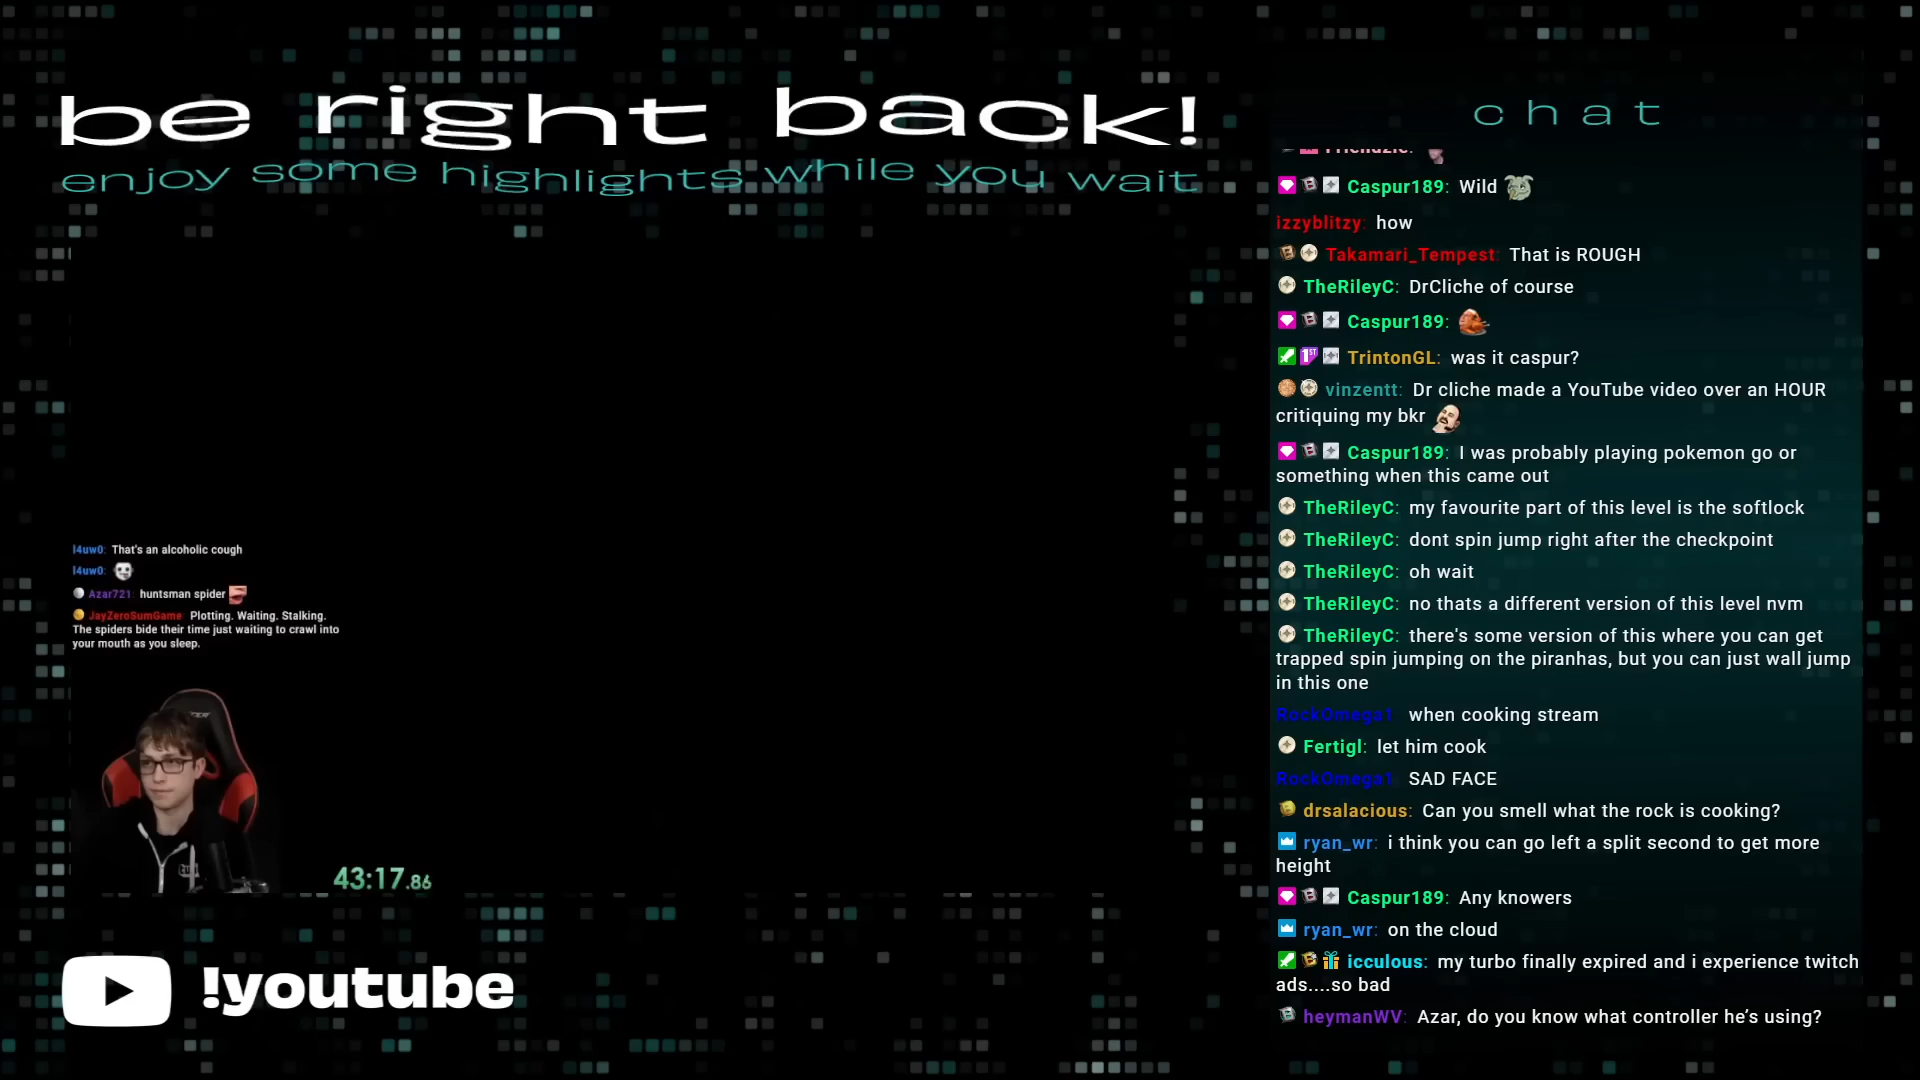 be right back!
enjoy some highlights while you wait
chat
Caspur189: Wild
izzyblitzy: how
Takamari_Tempest: That is ROUGH
TheRileyC: DrCliche of course
Caspur189:
TrintonGL: was it caspur?
vinzentt: Dr cliche made a YouTube video over an HOUR
critiquing my bkr
Caspur189: I was probably playing pokemon go or
something when this came out
TheRileyC: my favourite part of this level is the softlock
TheRileyC: dont spin jump right after the checkpoint
TheRileyC: oh wait
TheRileyC: no thats a different version of this level nvm
TheRileyC: there's some version of this where you can get
trapped spin jumping on the piranhas, but you can just wall jump
in this one
RockOmega1: when cooking stream
Fertigl: let him cook
RockOmega1: SAD FACE
drsalacious: Can you smell what the rock is cooking?
ryan_wr: i think you can go left a split second to get more
height
Caspur189: Any knowers
ryan_wr: on the cloud
icculous: my turbo finally expired and i experience twitch
ads....so bad
heymanWV: Azar, do you know what controller he's using?
l4uw0: That's an alcoholic cough
l4uw0:
Azar721: huntsman spider
JayZeroSumGame: Plotting. Waiting. Stalking.
The spiders bide their time just waiting to crawl into
your mouth as you sleep.
43:17.86
!youtube